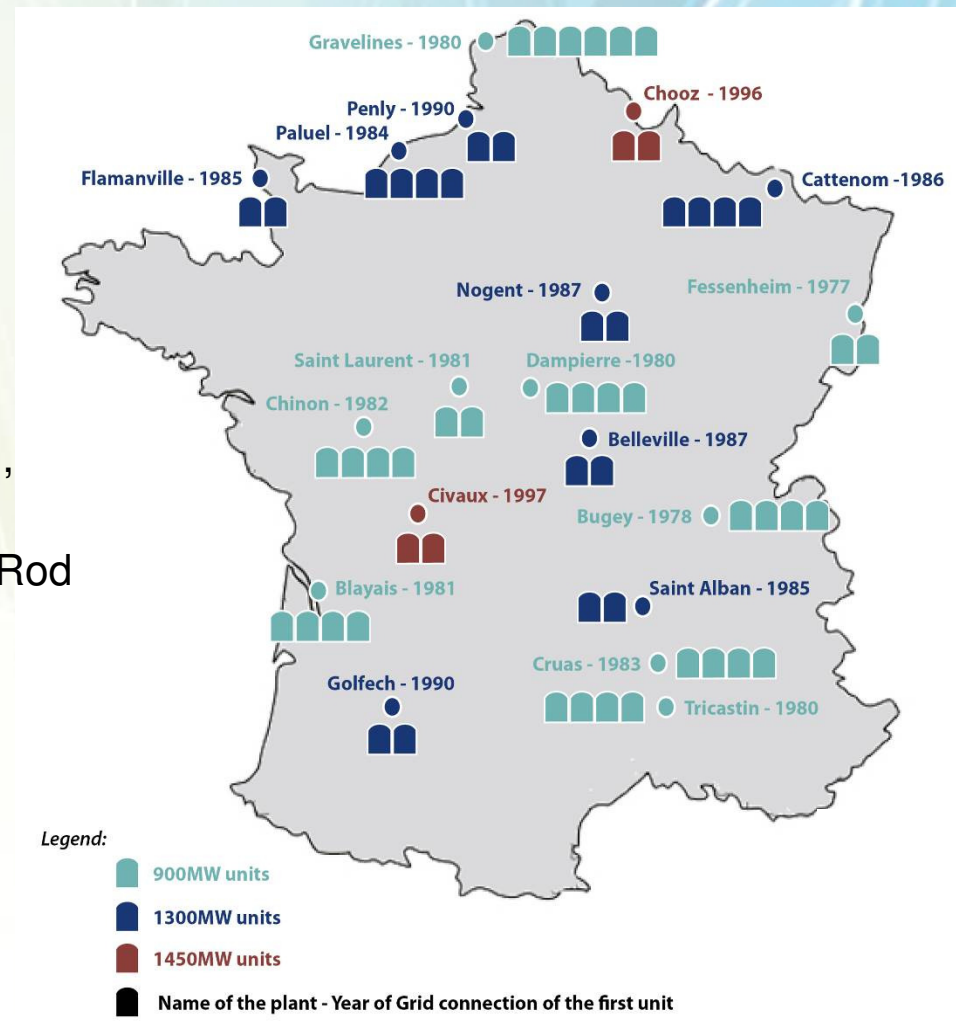 Gravelines - 1980
Chooz - 1996
Penly - 1990
Paluel - 1984
Flamanville - 1985
Cattenom -1986
Nogent - 1987
Fessenheim - 1977
Saint Laurent - 1981
Dampierre -1980
Chinon - 1982
Belleville - 1987
,
Civaux - 1997
Bugey - 1978
Rod
Blayais - 1981
Saint Alban - 1985
Cruas - 1983
Golfech - 1990
Tricastin - 1980
Legend:
900MW units
1300MW units
1450MW units
Name of the plant - Year of Grid connection of the first unit